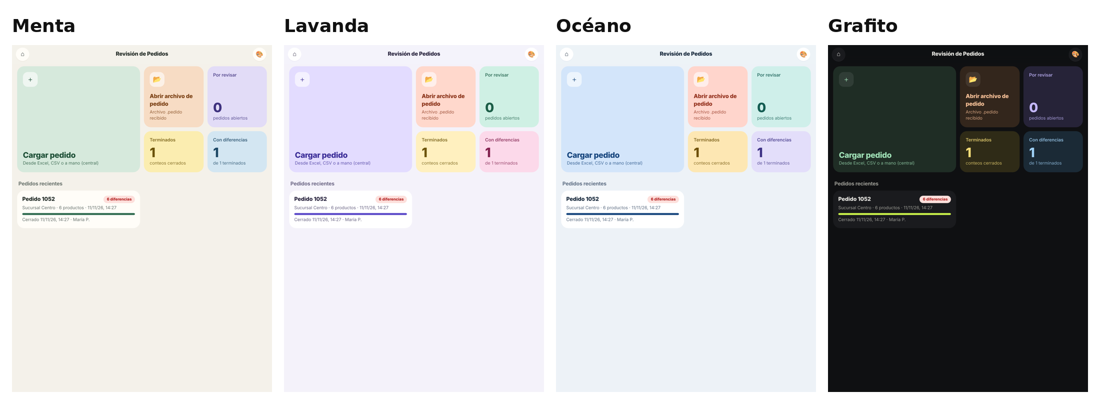 Menta
Revisión de Pedidos
Cargar pedido
Desde Excel, CSV o a mano (central)
Abrir archivo de
pedido
Archivo .pedido
recibido
Por revisar
0
pedidos abiertos
Terminados
1
conteos cerrados
Con diferencias
1
de 1 terminados
Pedidos recientes
Pedido 1052
6 diferencias
Sucursal Centro · 6 productos · 11/11/26, 14:27
Cerrado 11/11/26, 14:27 · María P.
Lavanda
Revisión de Pedidos
Cargar pedido
Desde Excel, CSV o a mano (central)
Abrir archivo de
pedido
Archivo .pedido
recibido
Por revisar
0
pedidos abiertos
Terminados
1
conteos cerrados
Con diferencias
1
de 1 terminados
Pedidos recientes
Pedido 1052
6 diferencias
Sucursal Centro · 6 productos · 11/11/26, 14:27
Cerrado 11/11/26, 14:27 · María P.
Océano
Revisión de Pedidos
Cargar pedido
Desde Excel, CSV o a mano (central)
Abrir archivo de
pedido
Archivo .pedido
recibido
Por revisar
0
pedidos abiertos
Terminados
1
conteos cerrados
Con diferencias
1
de 1 terminados
Pedidos recientes
Pedido 1052
6 diferencias
Sucursal Centro · 6 productos · 11/11/26, 14:27
Cerrado 11/11/26, 14:27 · María P.
Grafito
Revisión de Pedidos
Cargar pedido
Desde Excel, CSV o a mano (central)
Abrir archivo de
pedido
Archivo .pedido
recibido
Por revisar
0
pedidos abiertos
Terminados
1
conteos cerrados
Con diferencias
1
de 1 terminados
Pedidos recientes
Pedido 1052
6 diferencias
Sucursal Centro · 6 productos · 11/11/26, 14:27
Cerrado 11/11/26, 14:27 · María P.